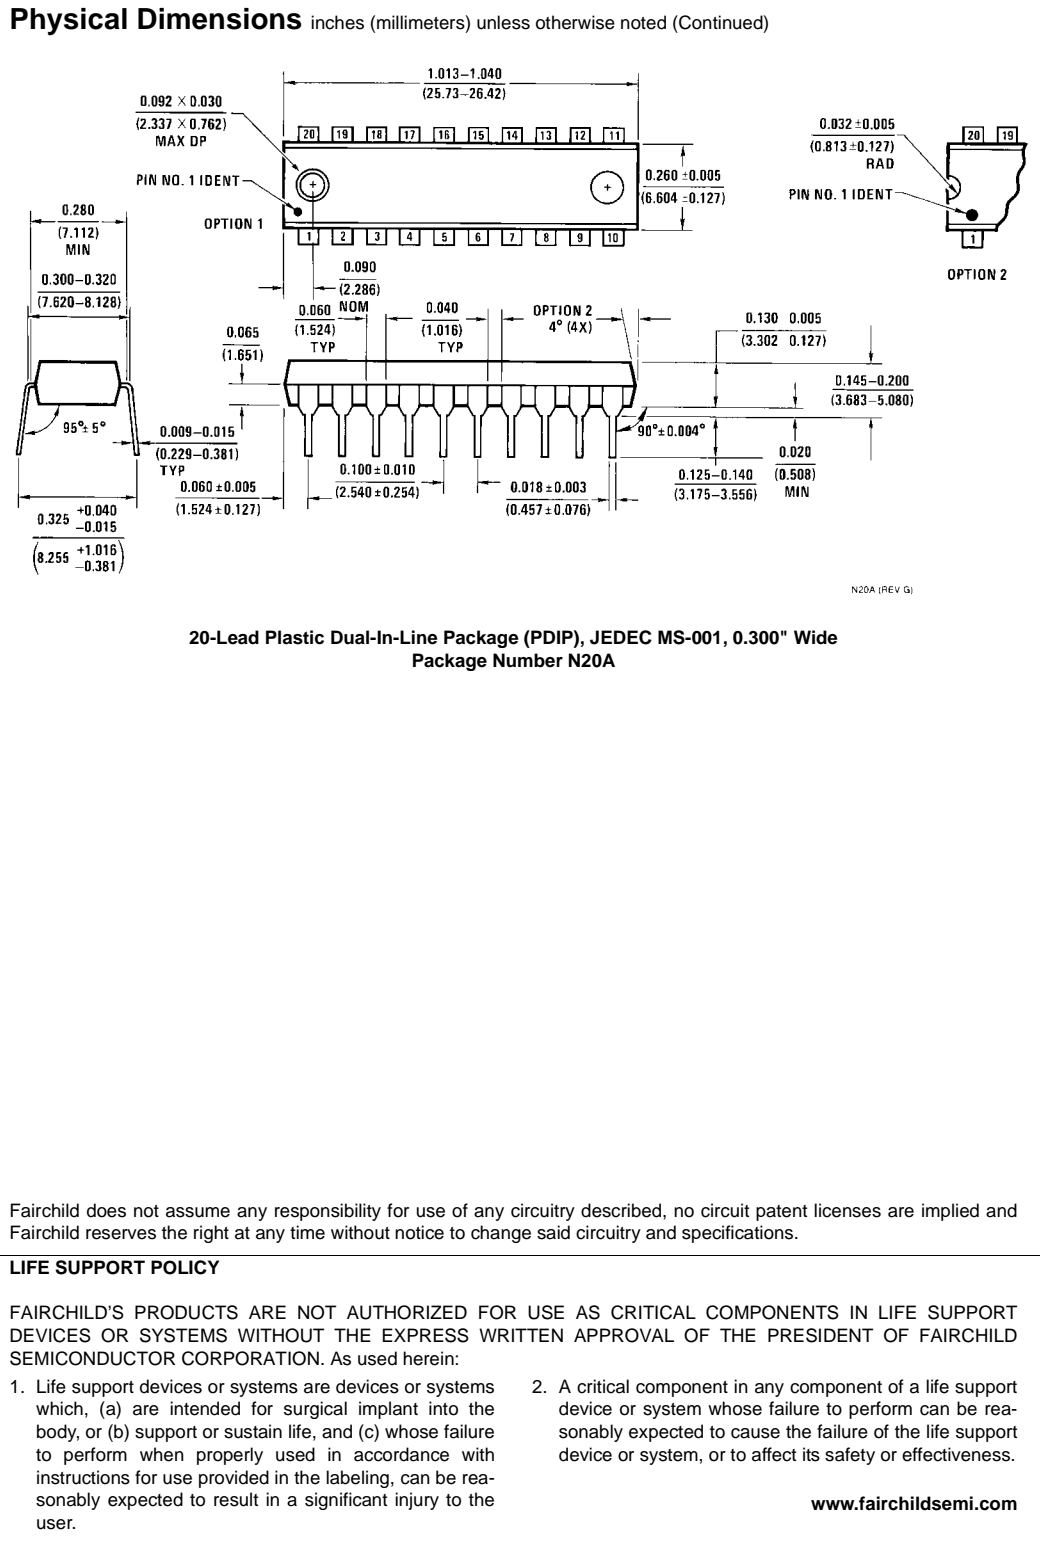 Physical Dimensions inches (millimeters) unless otherwise noted (Continued)
1.013–1.040
(25.73–26.42)
0.092 × 0.030
(2.337 × 0.762)
MAX DP
20 19 18 17 16 15 14 13 12 11
PIN NO. 1 IDENT
OPTION 1
1 2 3 4 5 6 7 8 9 10
0.260 ±0.005
(6.604 ±0.127)
0.032 ±0.005
(0.813 ±0.127)
RAD
20 19
PIN NO. 1 IDENT
1
OPTION 2
0.280
(7.112)
MIN
0.300–0.320
(7.620–8.128)
0.090
(2.286)
NOM
0.065
(1.651)
0.060
(1.524)
TYP
0.040
(1.016)
TYP
OPTION 2
4° (4X)
0.130 0.005
(3.302 0.127)
0.145–0.200
(3.683–5.080)
95°± 5°
0.009–0.015
(0.229–0.381)
TYP
90°±0.004°
0.020
(0.508)
MIN
0.125–0.140
(3.175–3.556)
0.100 ±0.010
(2.540 ±0.254)
0.018 ±0.003
(0.457 ±0.076)
0.060 ±0.005
(1.524 ±0.127)
0.325 +0.040
–0.015
(8.255 +1.016
–0.381)
N20A (REV G)
20-Lead Plastic Dual-In-Line Package (PDIP), JEDEC MS-001, 0.300" Wide
Package Number N20A
Fairchild does not assume any responsibility for use of any circuitry described, no circuit patent licenses are implied and
Fairchild reserves the right at any time without notice to change said circuitry and specifications.
LIFE SUPPORT POLICY
FAIRCHILD'S PRODUCTS ARE NOT AUTHORIZED FOR USE AS CRITICAL COMPONENTS IN LIFE SUPPORT
DEVICES OR SYSTEMS WITHOUT THE EXPRESS WRITTEN APPROVAL OF THE PRESIDENT OF FAIRCHILD
SEMICONDUCTOR CORPORATION. As used herein:
1. Life support devices or systems are devices or systems
which, (a) are intended for surgical implant into the
body, or (b) support or sustain life, and (c) whose failure
to perform when properly used in accordance with
instructions for use provided in the labeling, can be rea-
sonably expected to result in a significant injury to the
user.
2. A critical component in any component of a life support
device or system whose failure to perform can be rea-
sonably expected to cause the failure of the life support
device or system, or to affect its safety or effectiveness.
www.fairchildsemi.com